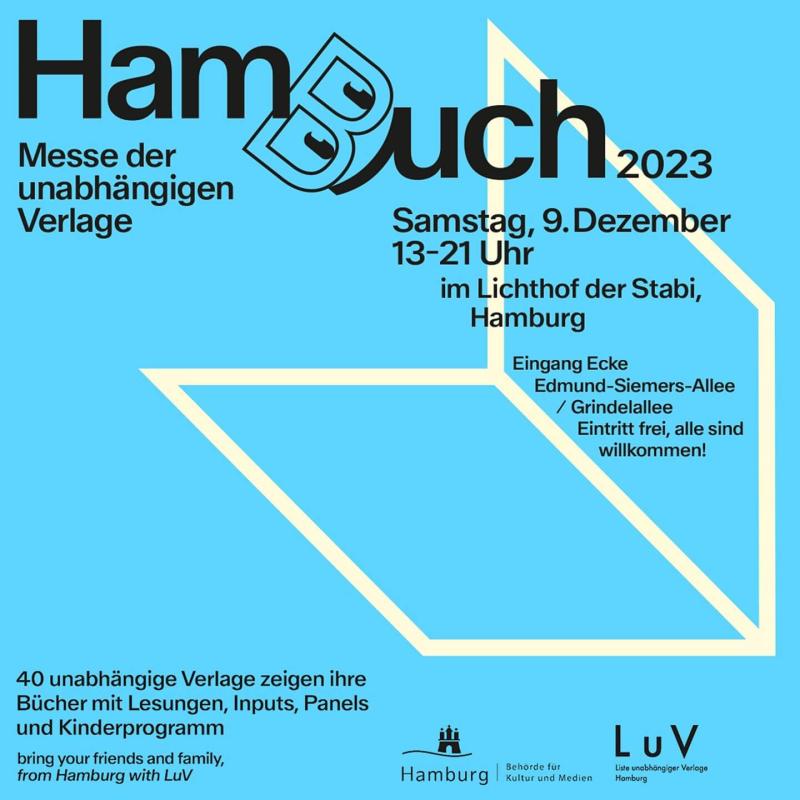 HamBuch 2023
Messe der
unabhängigen
Verlage
Samstag, 9. Dezember
13-21 Uhr
im Lichthof der Stabi,
Hamburg
Eingang Ecke
Edmund-Siemers-Allee
/ Grindelallee
Eintritt frei, alle sind
willkommen!
40 unabhängige Verlage zeigen ihre
Bücher mit Lesungen, Inputs, Panels
und Kinderprogramm
bring your friends and family,
from Hamburg with LuV
Hamburg
Behörde für
Kultur und Medien
LuV
Liste unabhängiger Verlage
Hamburg